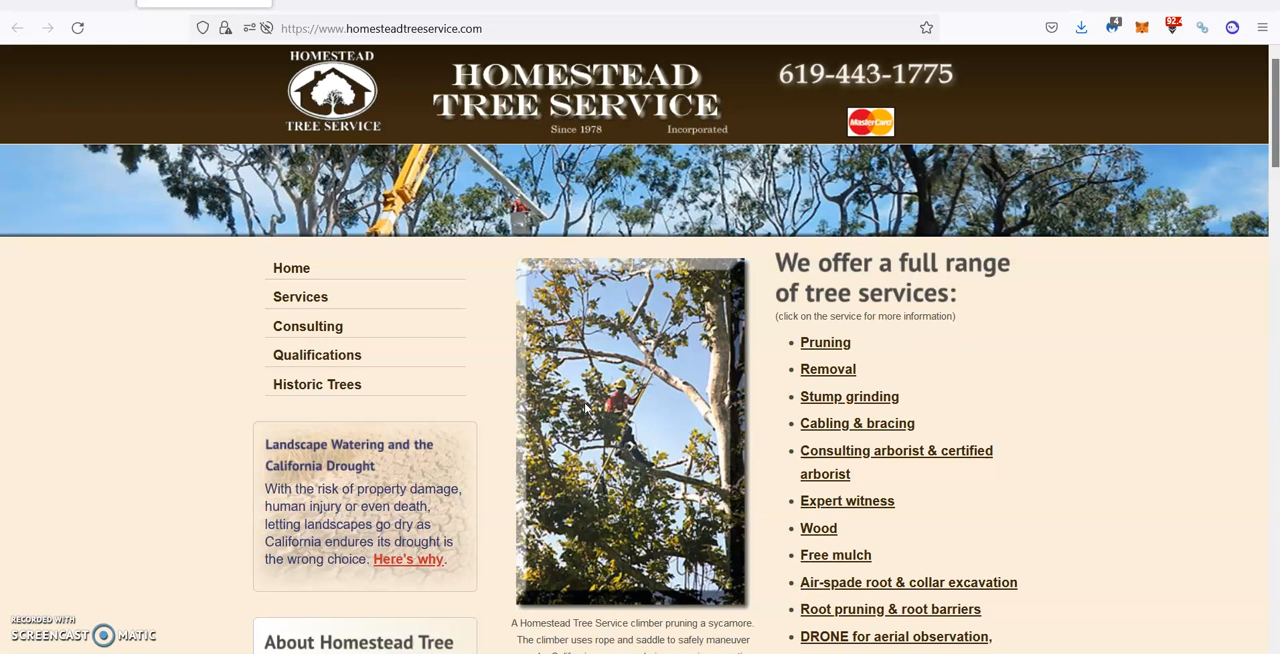 https://www.homesteadtreeservice.com
4
92
HOMESTEAD
TREE SERVICE
HOMESTEAD
TREE SERVICE
Since 1978 Incorporated
619-443-1775
MasterCard
Home
Services
Consulting
Qualifications
Historic Trees
Landscape Watering and the
California Drought
With the risk of property damage,
human injury or even death,
letting landscapes go dry as
California endures its drought is
the wrong choice. Here's why.
About Homestead Tree
A Homestead Tree Service climber pruning a sycamore.
The climber uses rope and saddle to safely maneuver
We offer a full range
of tree services:
(click on the service for more information)
Pruning
Removal
Stump grinding
Cabling & bracing
Consulting arborist & certified
arborist
Expert witness
Wood
Free mulch
Air-spade root & collar excavation
Root pruning & root barriers
DRONE for aerial observation,
RECORDED WITH
SCREENCAST MATIC